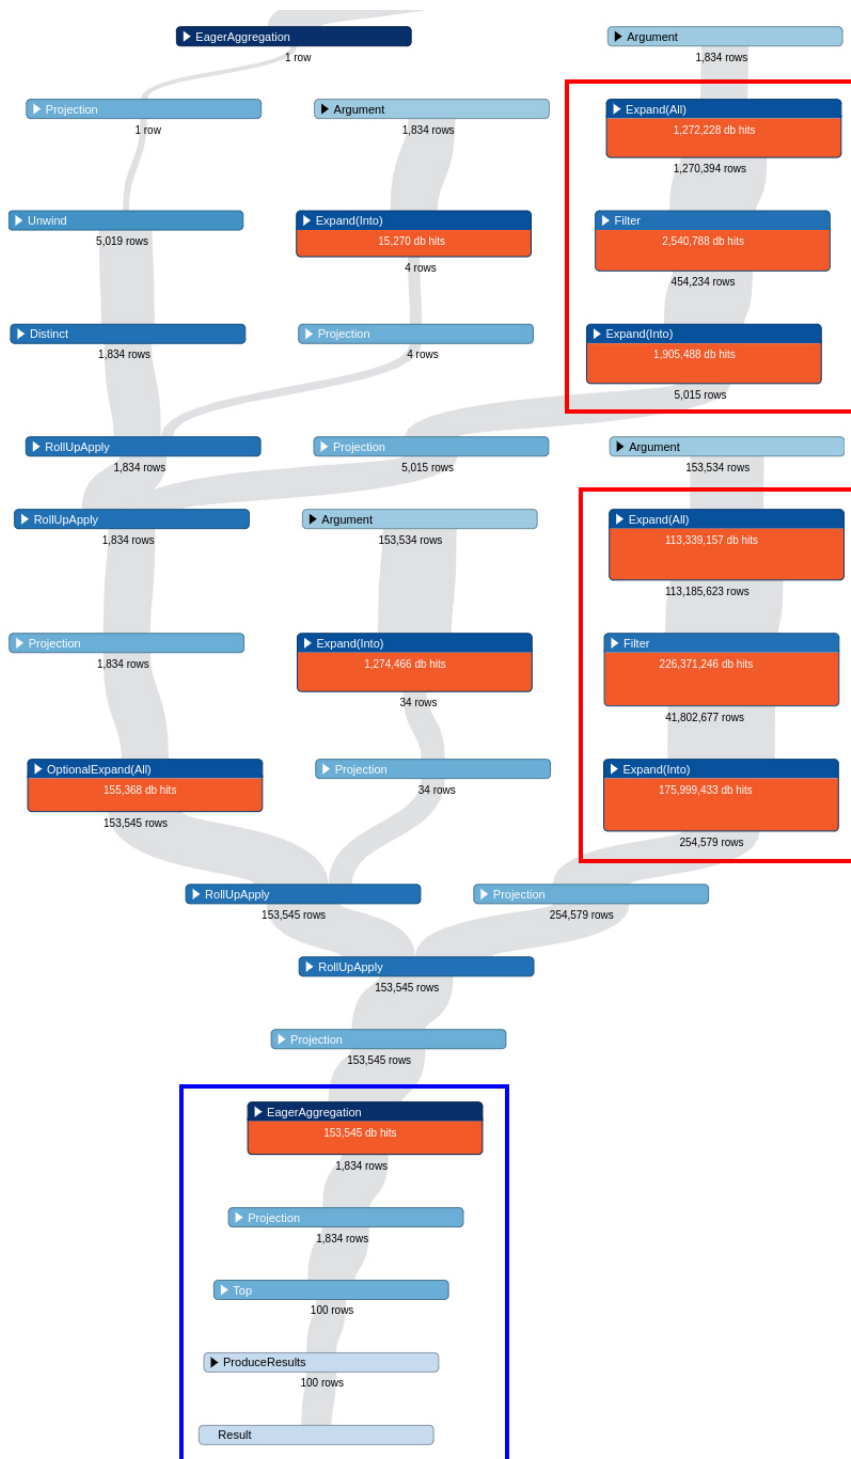 EagerAggregation
1 row
Argument
1,834 rows
Projection
1 row
Argument
1,834 rows
Expand(All)
1,272,228 db hits
1,270,394 rows
Unwind
5,019 rows
Expand(Into)
15,270 db hits
4 rows
Filter
2,540,788 db hits
454,234 rows
Distinct
1,834 rows
Projection
4 rows
Expand(Into)
1,905,488 db hits
5,015 rows
RollUpApply
1,834 rows
Projection
5,015 rows
Argument
153,534 rows
RollUpApply
1,834 rows
Argument
153,534 rows
Expand(All)
113,339,157 db hits
113,185,623 rows
Projection
1,834 rows
Expand(Into)
1,274,466 db hits
34 rows
Filter
226,371,246 db hits
41,802,677 rows
OptionalExpand(All)
155,368 db hits
153,545 rows
Projection
34 rows
Expand(Into)
175,999,433 db hits
254,579 rows
RollUpApply
153,545 rows
Projection
254,579 rows
RollUpApply
153,545 rows
Projection
153,545 rows
EagerAggregation
153,545 db hits
1,834 rows
Projection
1,834 rows
Top
100 rows
ProduceResults
100 rows
Result